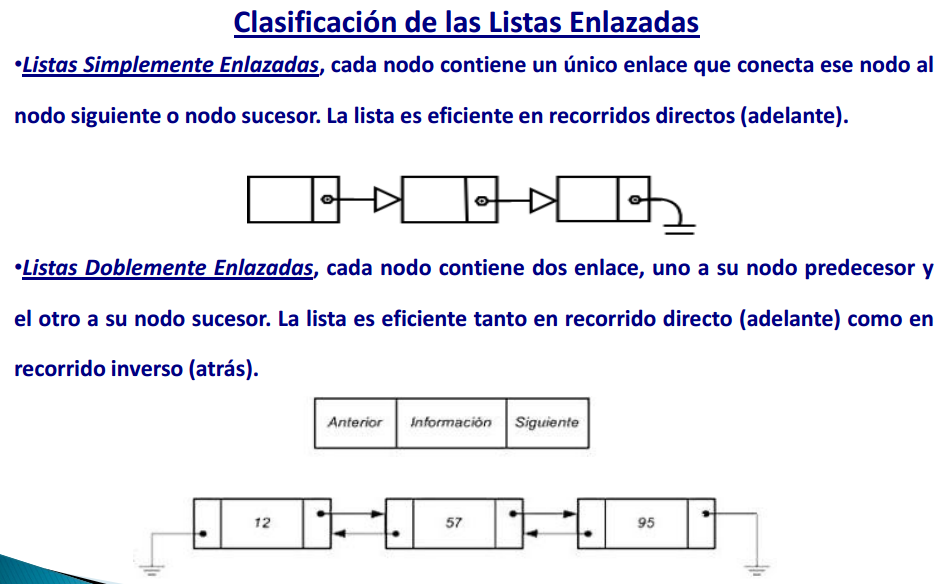 Clasificación de las Listas Enlazadas
•Listas Simplemente Enlazadas, cada nodo contiene un único enlace que conecta ese nodo al
nodo siguiente o nodo sucesor. La lista es eficiente en recorridos directos (adelante).
•Listas Doblemente Enlazadas, cada nodo contiene dos enlace, uno a su nodo predecesor y
el otro a su nodo sucesor. La lista es eficiente tanto en recorrido directo (adelante) como en
recorrido inverso (atrás).
Anterior Información Siguiente
12 57 95